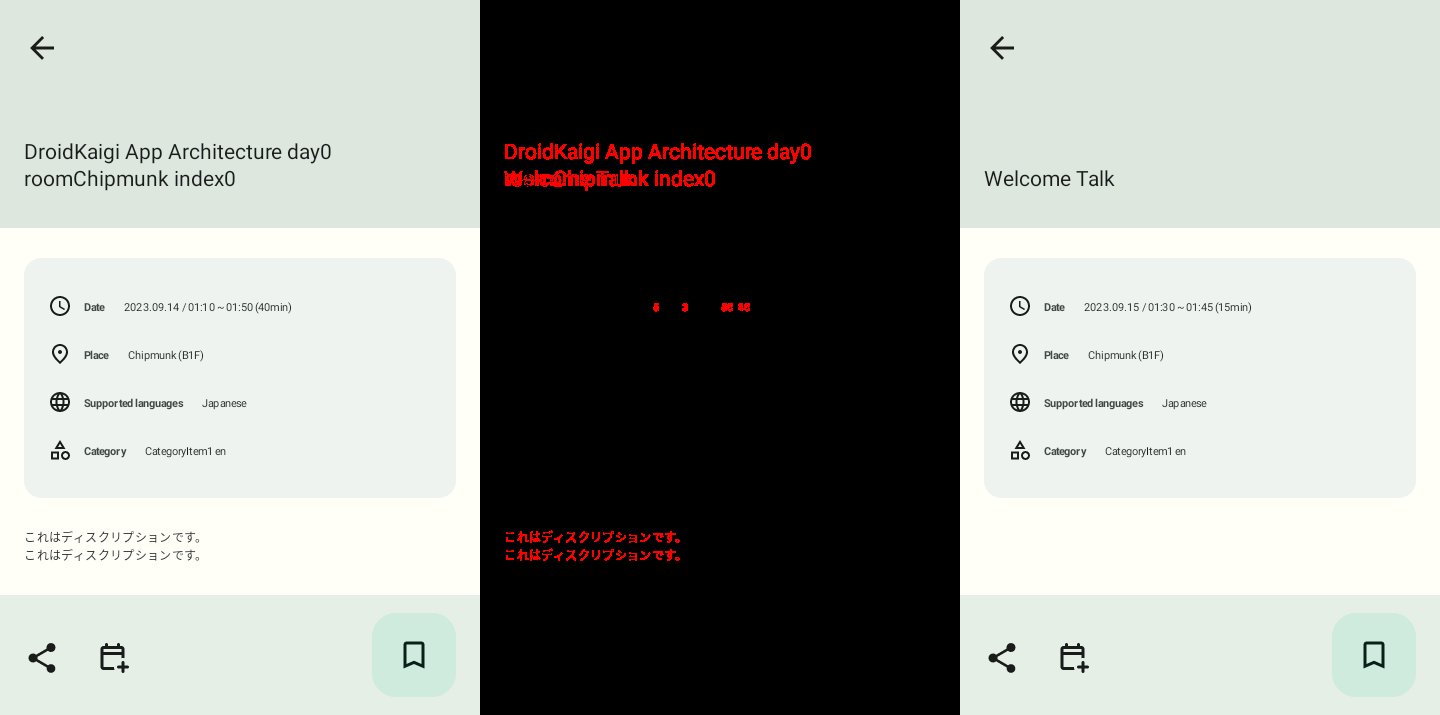 DroidKaigi App Architecture day0
roomChipmunk index0
Date 2023.09.14 / 01:10 ~ 01:50 (40min)
Place Chipmunk (B1F)
Supported languages Japanese
Category CategoryItem1 en
これはディスクリプションです。
これはディスクリプションです。
DroidKaigi App Architecture day0
index0
これはディスクリプションです。
これはディスクリプションです。
Welcome Talk
Date 2023.09.15 / 01:30 ~ 01:45 (15min)
Place Chipmunk (B1F)
Supported languages Japanese
Category CategoryItem1 en